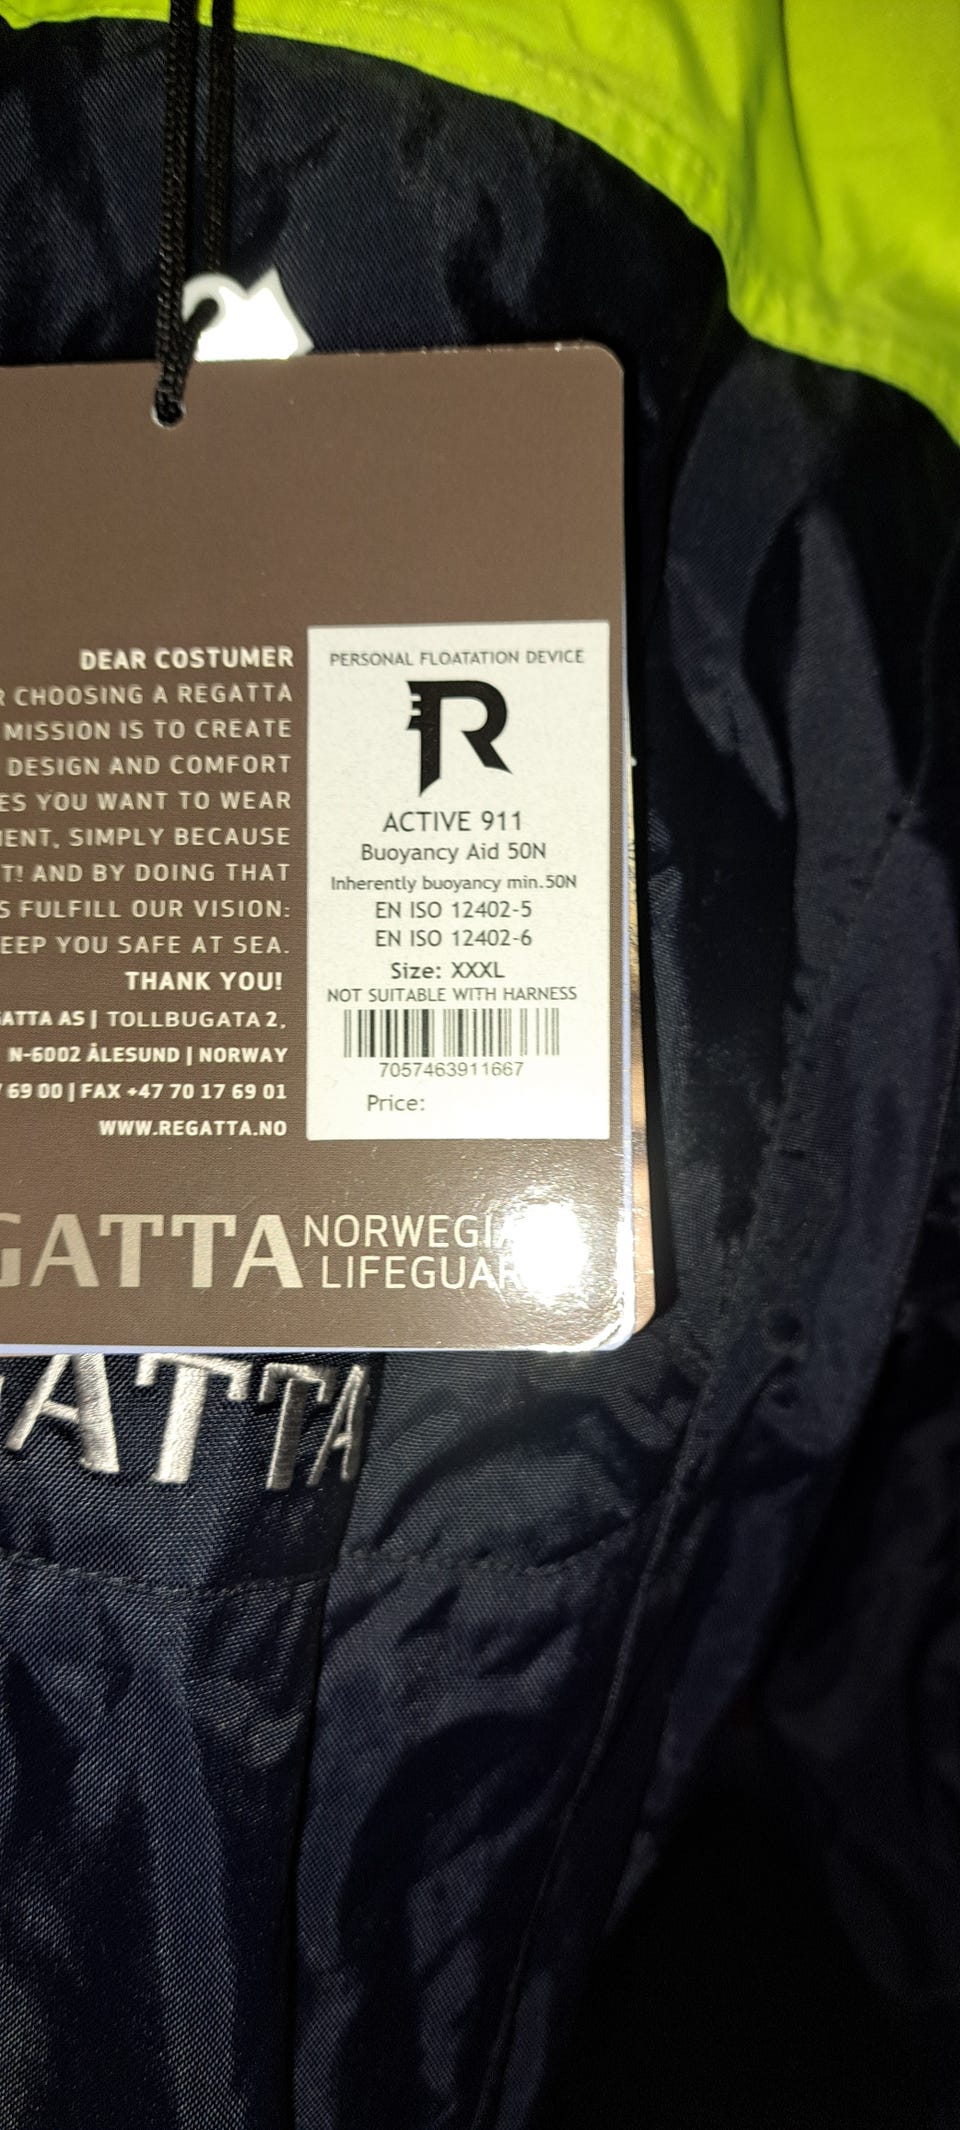 DEAR COSTUMER
R CHOOSING A REGATTA
MISSION IS TO CREATE
DESIGN AND COMFORT
ES YOU WANT TO WEAR
ENT, SIMPLY BECAUSE
T! AND BY DOING THAT
S FULFILL OUR VISION:
EEP YOU SAFE AT SEA.
THANK YOU!
GATTA AS | TOLLBUGATA 2,
N-6002 ÅLESUND | NORWAY
69 00 | FAX +47 70 17 69 01
WWW.REGATTA.NO
PERSONAL FLOATATION DEVICE
R
ACTIVE 911
Buoyancy Aid 50N
Inherently buoyancy min.50N
EN ISO 12402-5
EN ISO 12402-6
Size: XXXL
NOT SUITABLE WITH HARNESS
7057463911667
Price:
GATTA NORWEGIA
LIFEGUAR
GATTA